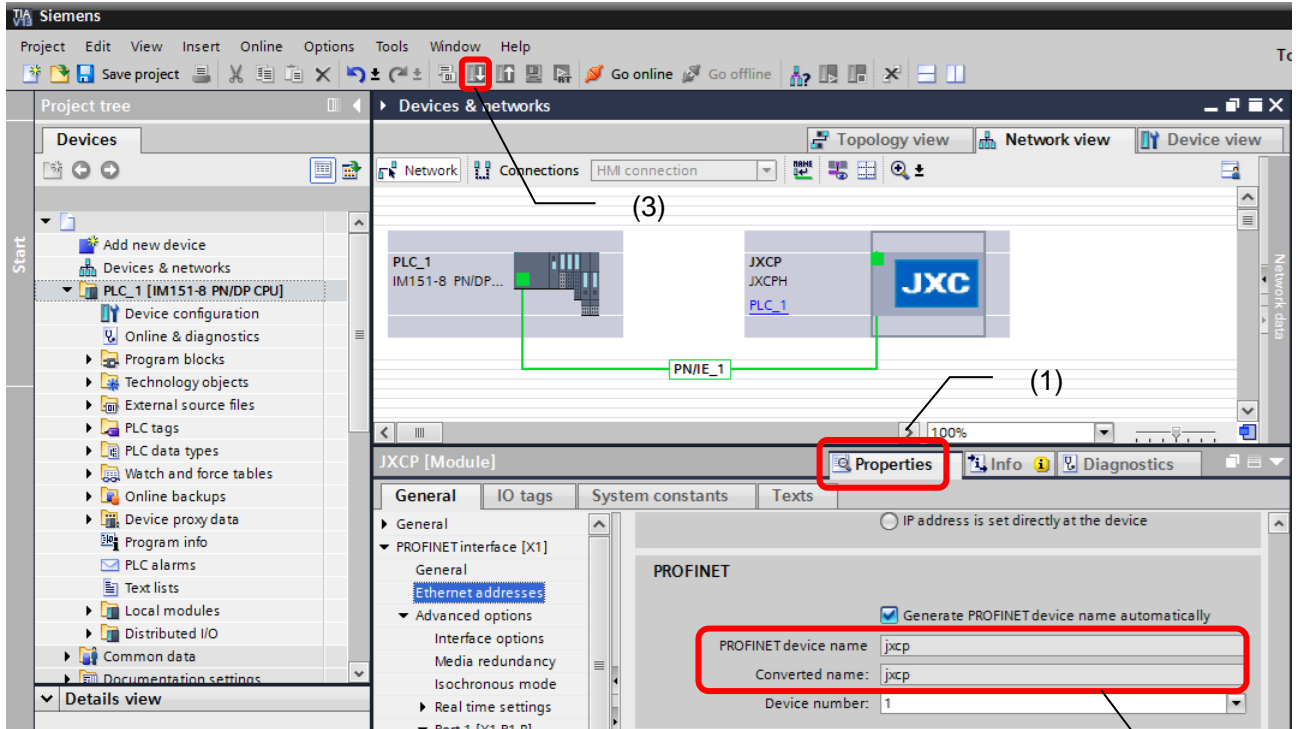 TIA V13 Siemens
Project Edit View Insert Online Options Tools Window Help
To
Save project Go online Go offline
Project tree
Devices & networks
Devices
Topology view Network view Device view
Network Connections HMI connection
(3)
Start
Add new device
Devices & networks
PLC_1 [IM151-8 PN/DP CPU]
Device configuration
Online & diagnostics
Program blocks
Technology objects
External source files
PLC tags
PLC data types
Watch and force tables
Online backups
Device proxy data
Program info
PLC alarms
Text lists
Local modules
Distributed I/O
Common data
Documentation settings
Details view
PLC_1
IM151-8 PN/DP...
JXCP
JXCPH
PLC_1
JXC
PN/IE_1
Network data
(1)
100%
JXCP [Module]
Properties Info Diagnostics
General IO tags System constants Texts
General
PROFINET interface [X1]
General
Ethernet addresses
Advanced options
Interface options
Media redundancy
Isochronous mode
Real time settings
Port 1 [X1 P1 R]
IP address is set directly at the device
PROFINET
Generate PROFINET device name automatically
PROFINET device name jxcp
Converted name: jxcp
Device number: 1